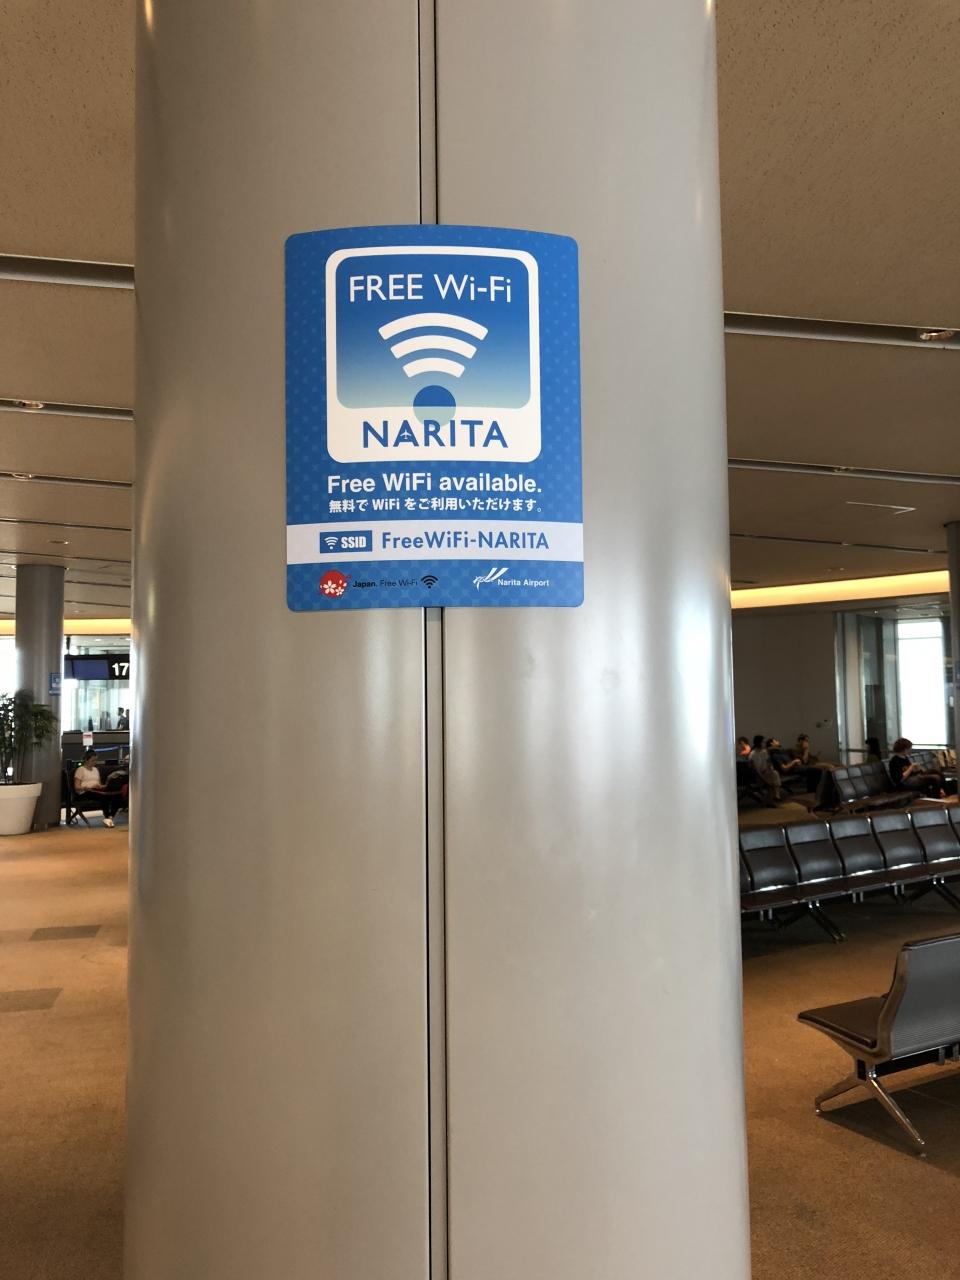 FREE Wi-Fi
NARITA
Free WiFi available.
無料で WiFi をご利用いただけます。
SSID FreeWiFi-NARITA
Japan. Free Wi-Fi
Narita Airport
17